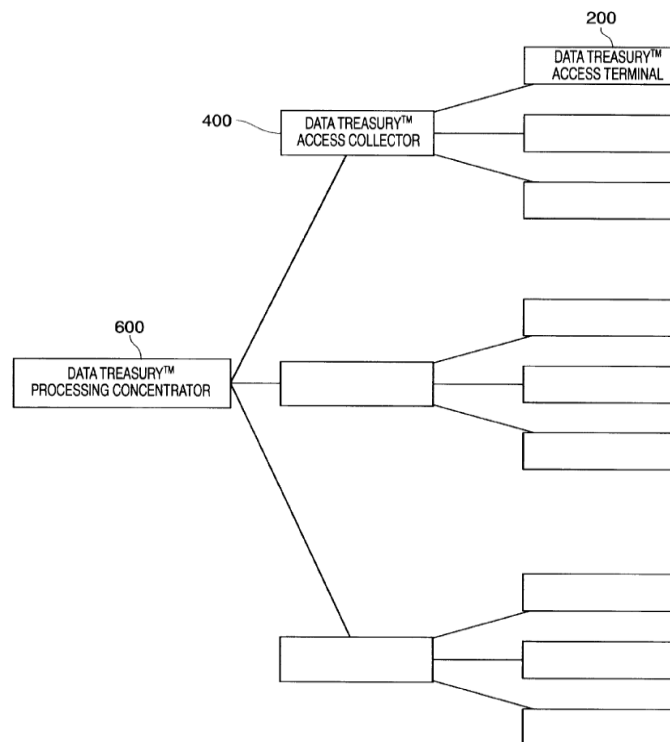 200
DATA TREASURY™
ACCESS TERMINAL
400
DATA TREASURY™
ACCESS COLLECTOR
600
DATA TREASURY™
PROCESSING CONCENTRATOR